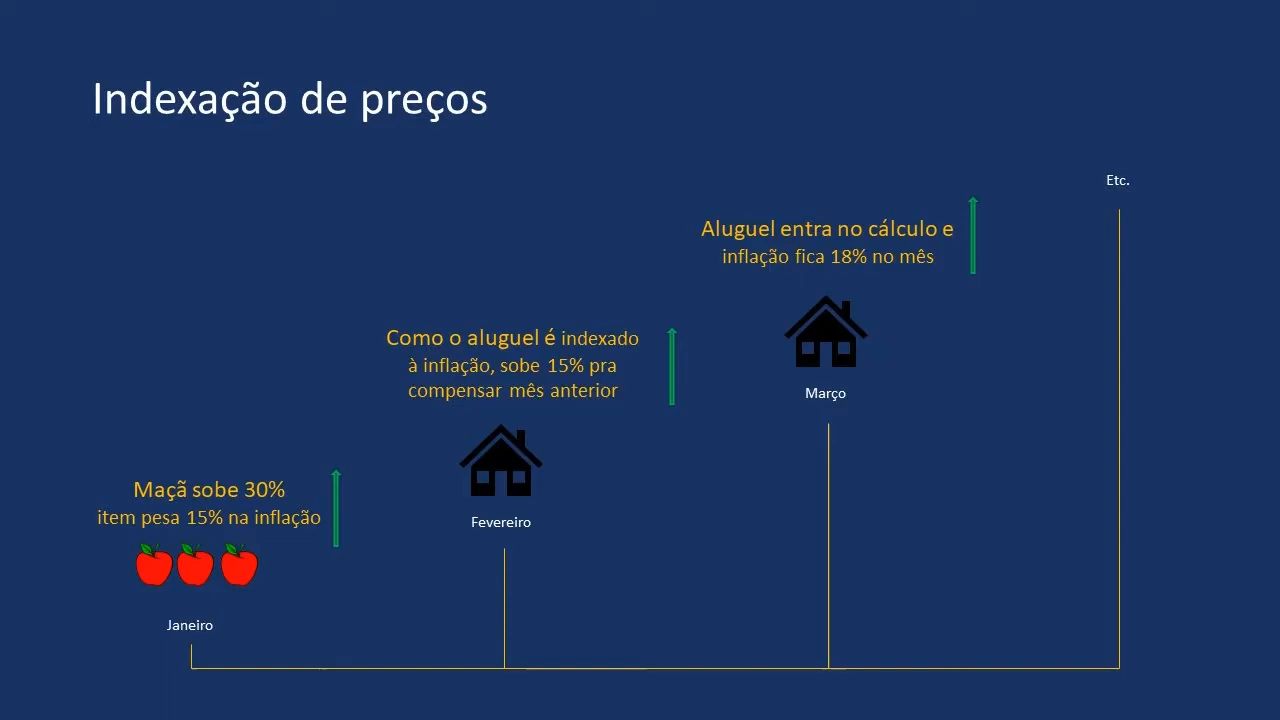 Indexação de preços
Etc.
Aluguel entra no cálculo e
inflação fica 18% no mês
Março
Como o aluguel é indexado
à inflação, sobe 15% pra
compensar mês anterior
Fevereiro
Maçã sobe 30%
item pesa 15% na inflação
Janeiro